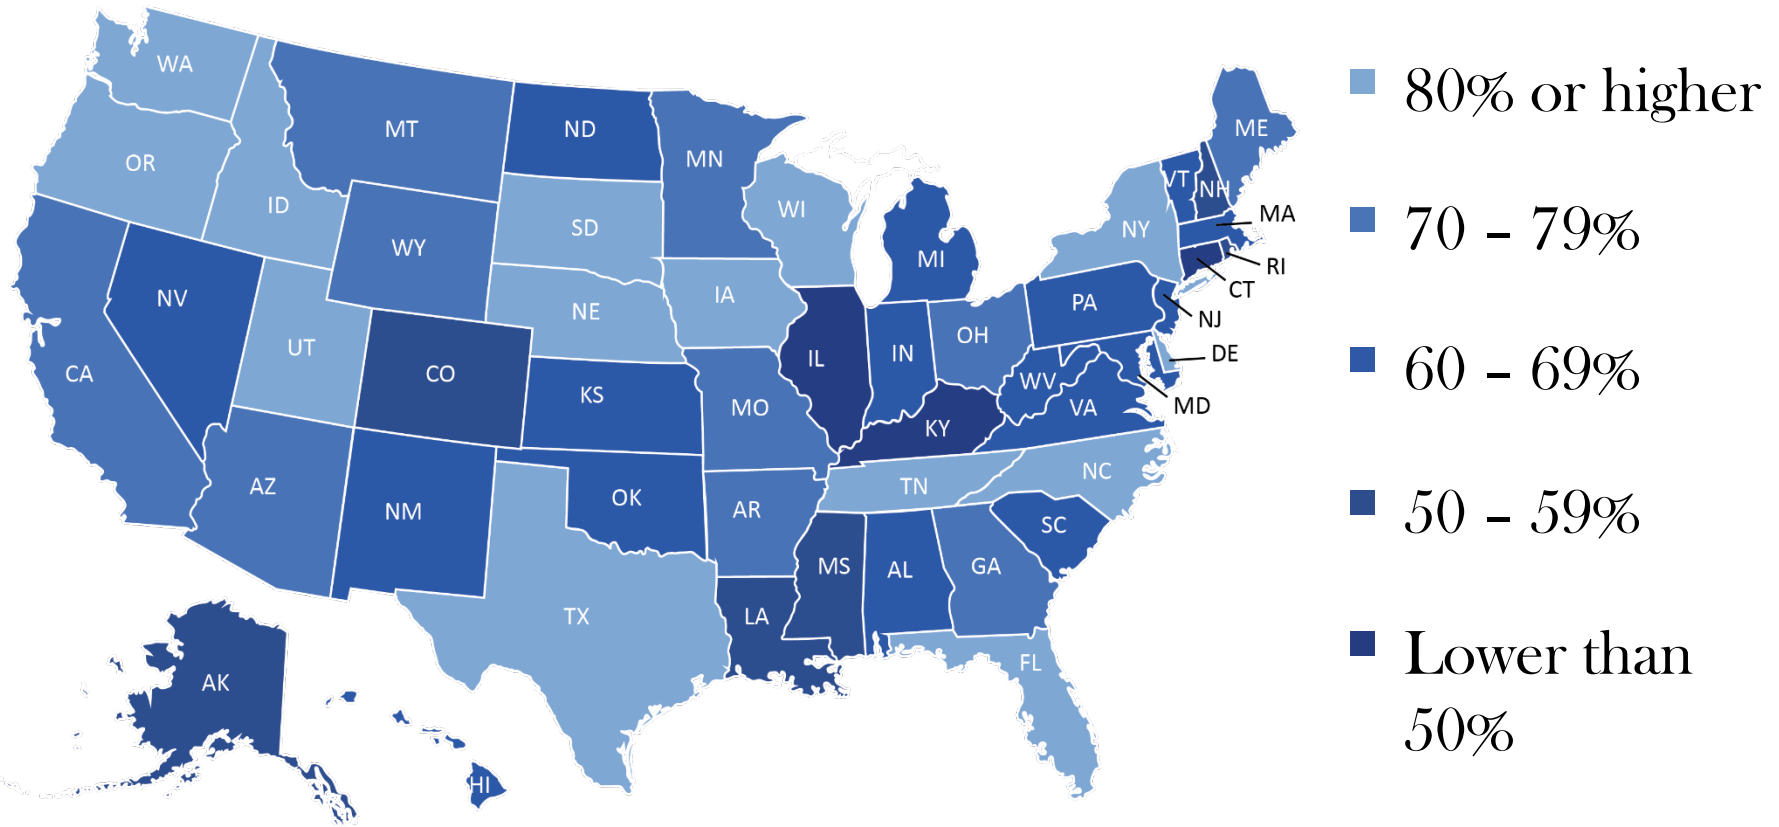 WA
OR
ID
MT
ND
MN
WY
SD
WI
MI
NY
VT
NH
ME
MA
RI
CT
NJ
DE
MD
PA
OH
IN
IL
IA
NE
NV
UT
CO
CA
KS
MO
KY
WV
VA
AZ
NM
OK
AR
TN
NC
SC
TX
LA
MS
AL
GA
FL
AK
HI
80% or higher
70 – 79%
60 – 69%
50 – 59%
Lower than
50%